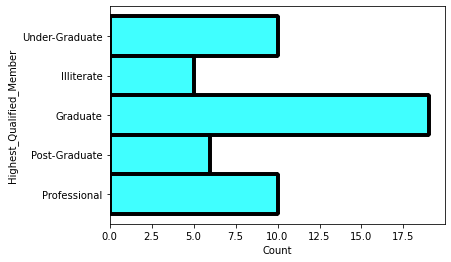 Highest_Qualified_Member
Under-Graduate
Illiterate
Graduate
Post-Graduate
Professional
0.0 2.5 5.0 7.5 10.0 12.5 15.0 17.5
Count